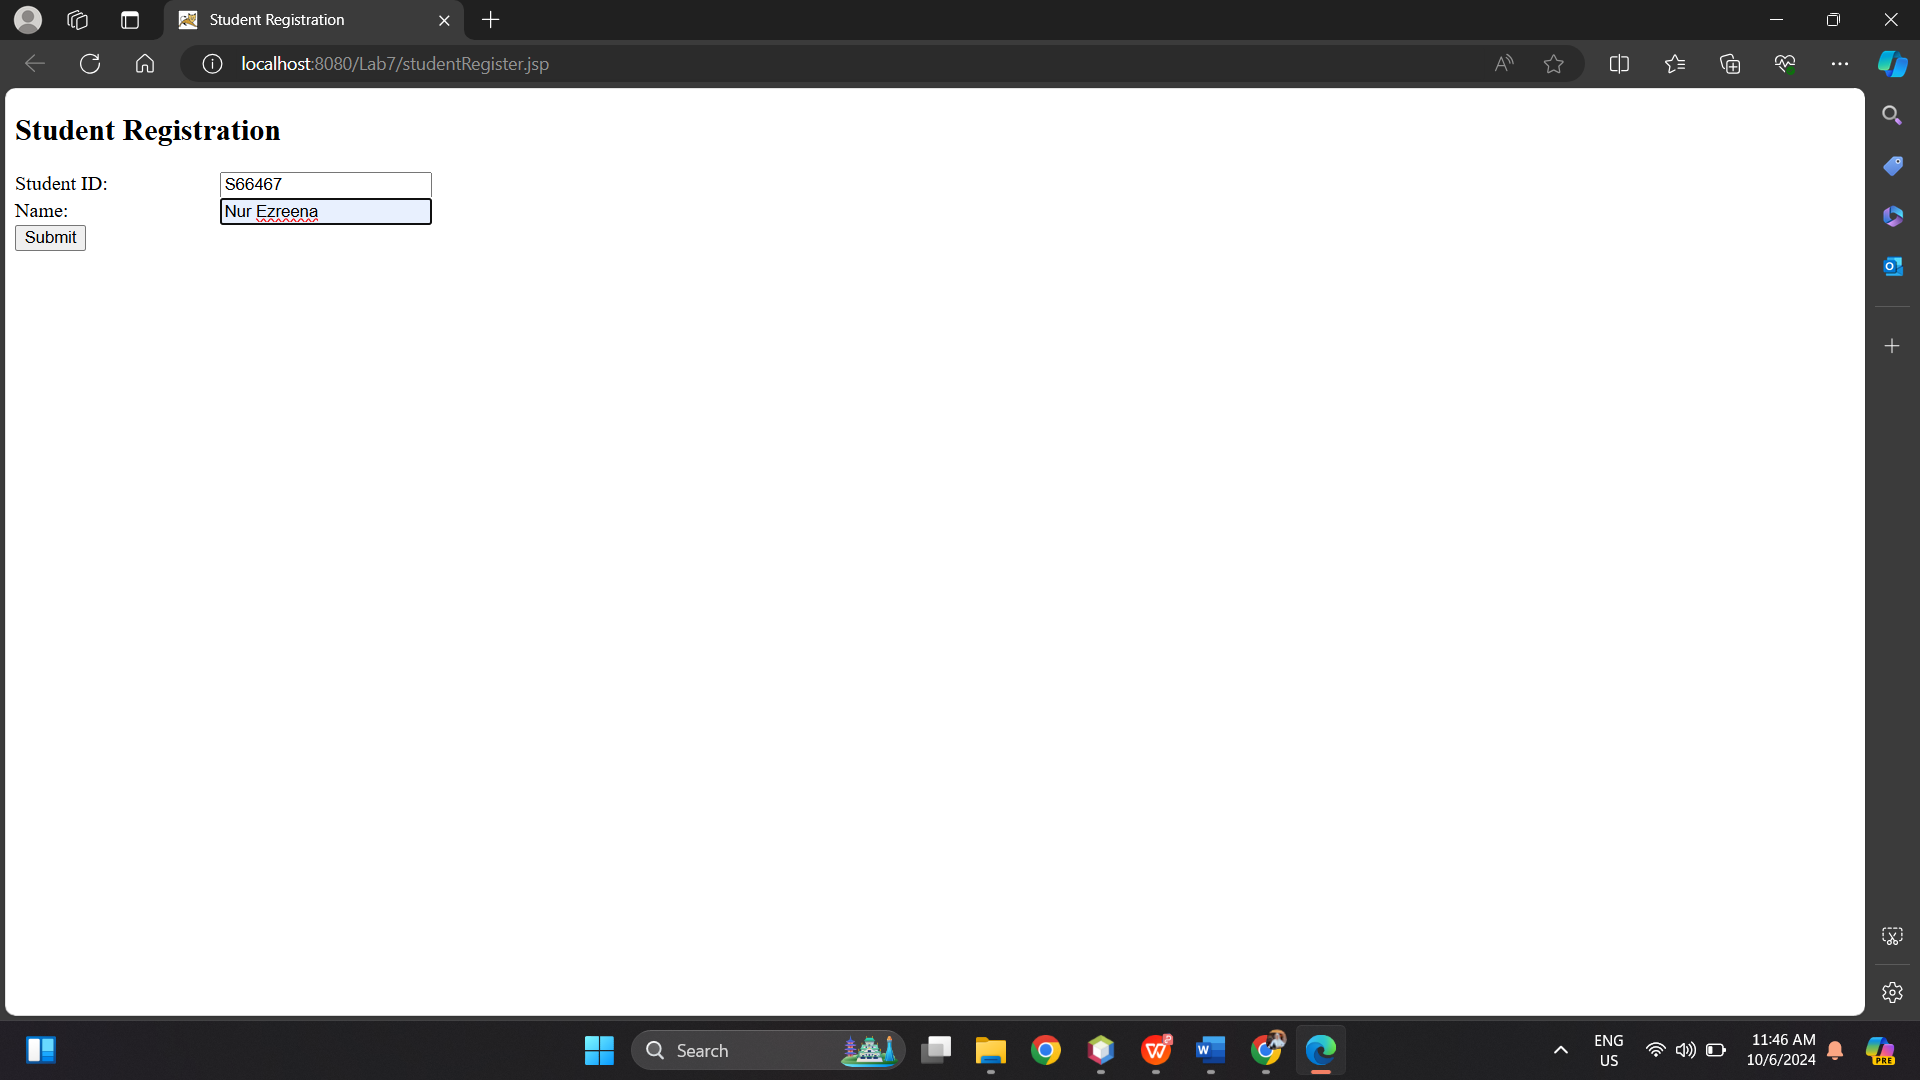 Student Registration
localhost:8080/Lab7/studentRegister.jsp
Student Registration
Student ID: S66467
Name: Nur Ezreena
Submit
Search
ENG
US
11:46 AM
10/6/2024
PRE